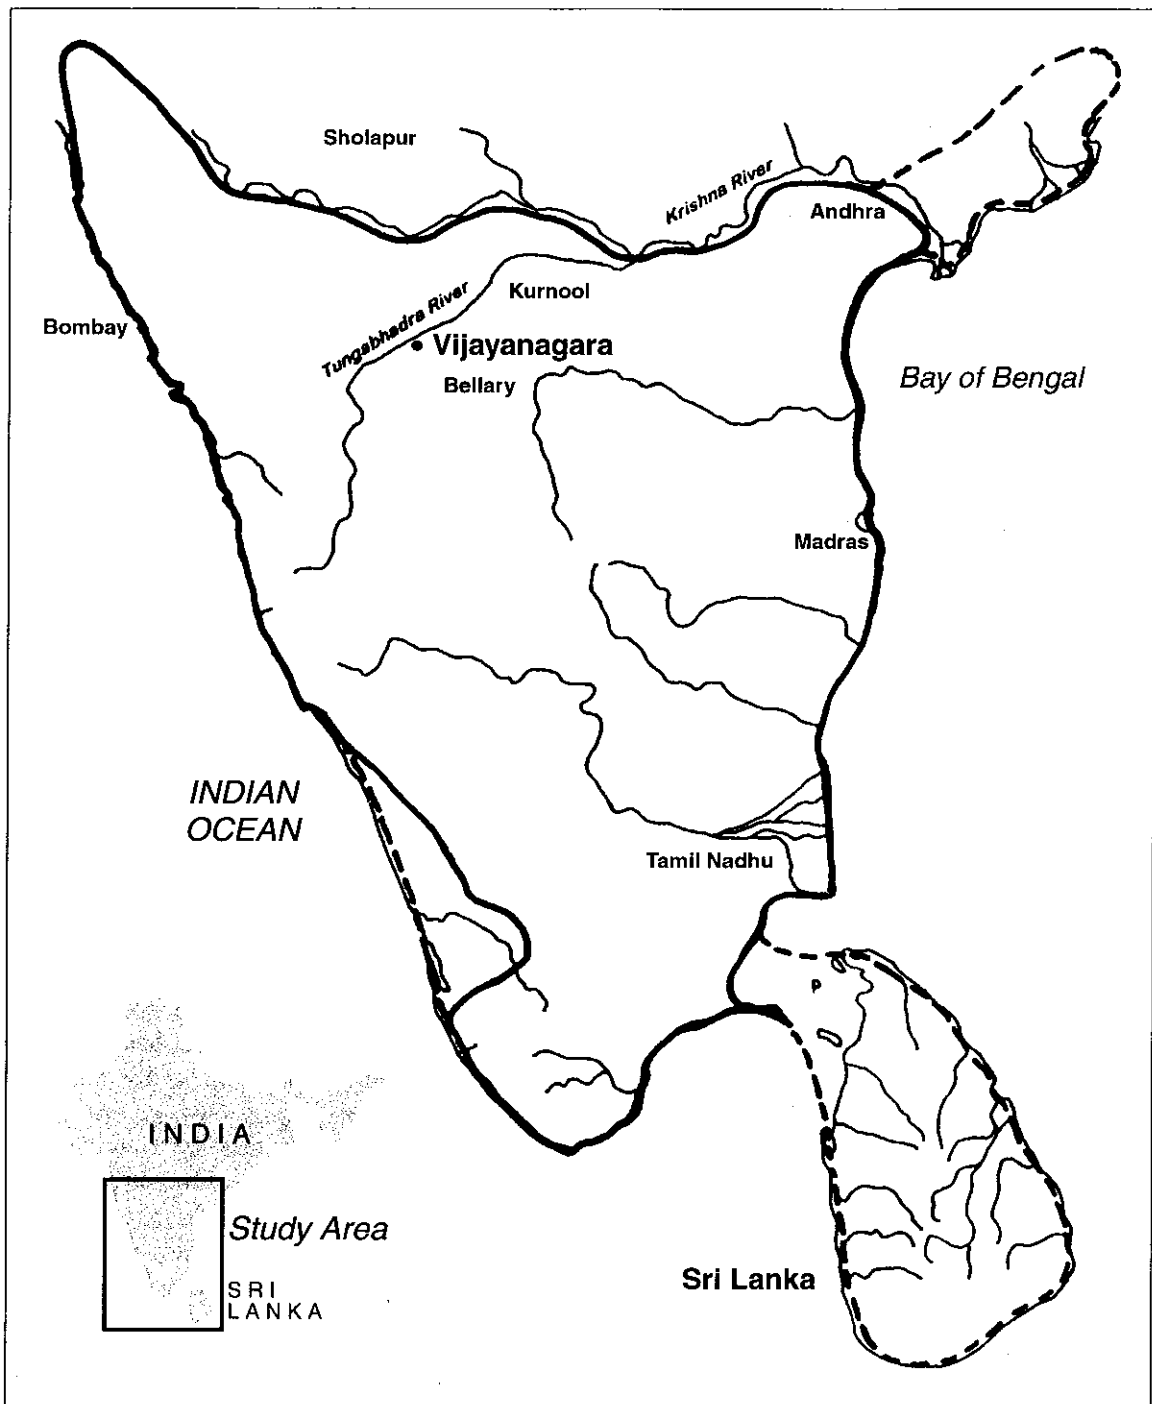 Sholapur
Krishna River
Andhra
Tungabhadra River
Kurnool
Bombay
Vijayanagara
Bellary
Bay of Bengal
Madras
INDIAN
OCEAN
Tamil Nadhu
P
INDIA
Study Area
SRI
LANKA
Sri Lanka